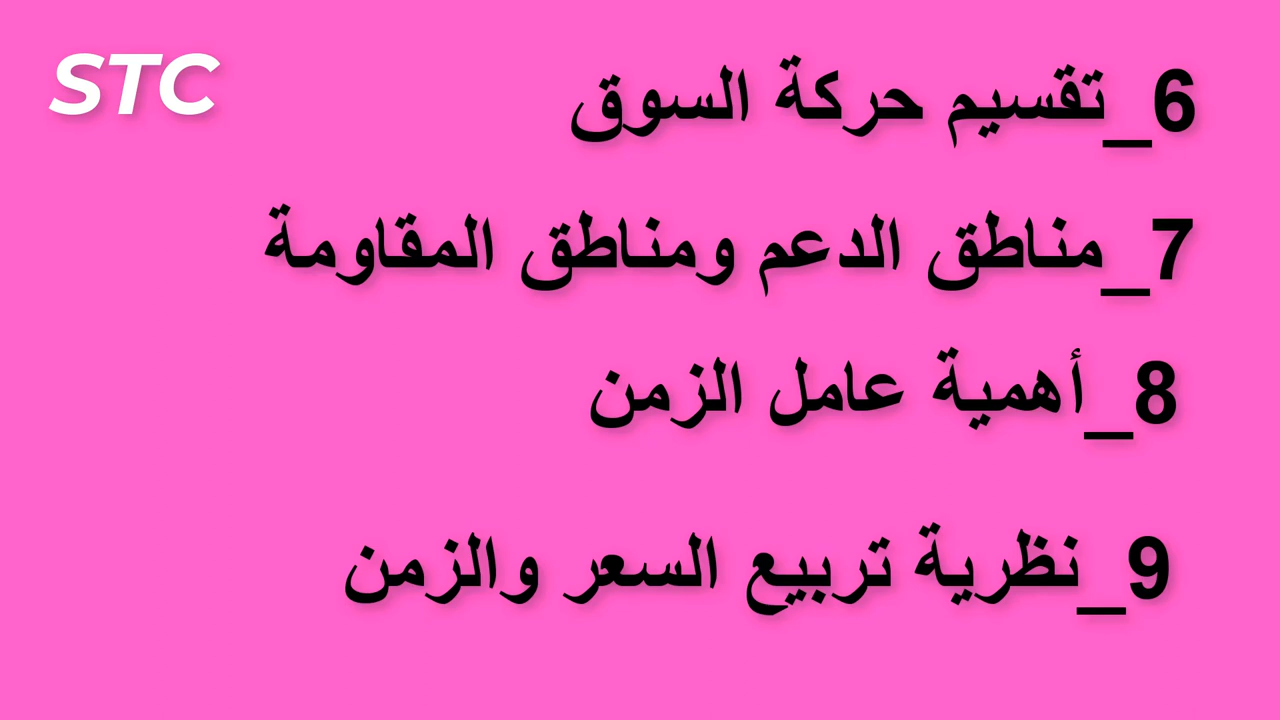 STC
6_تقسيم حركة السوق
7_مناطق الدعم ومناطق المقاومة
8_أهمية عامل الزمن
9_نظرية تربيع السعر والزمن